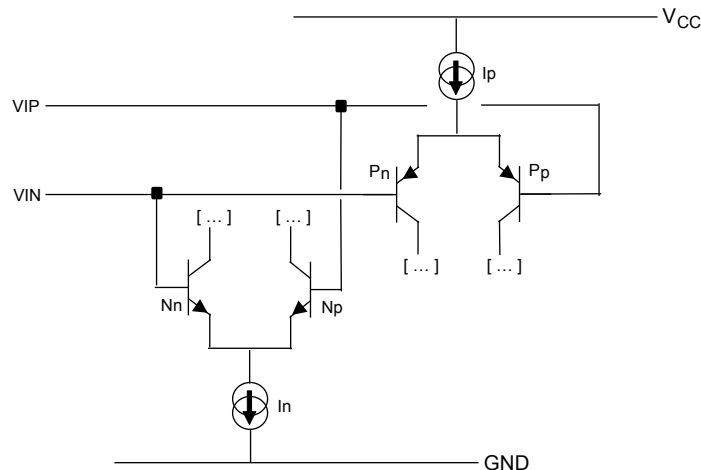 VCC
Ip
VIP
Pn
Pp
VIN
[ ... ]
[ ... ]
[ ... ]
[ ... ]
Nn
Np
In
GND